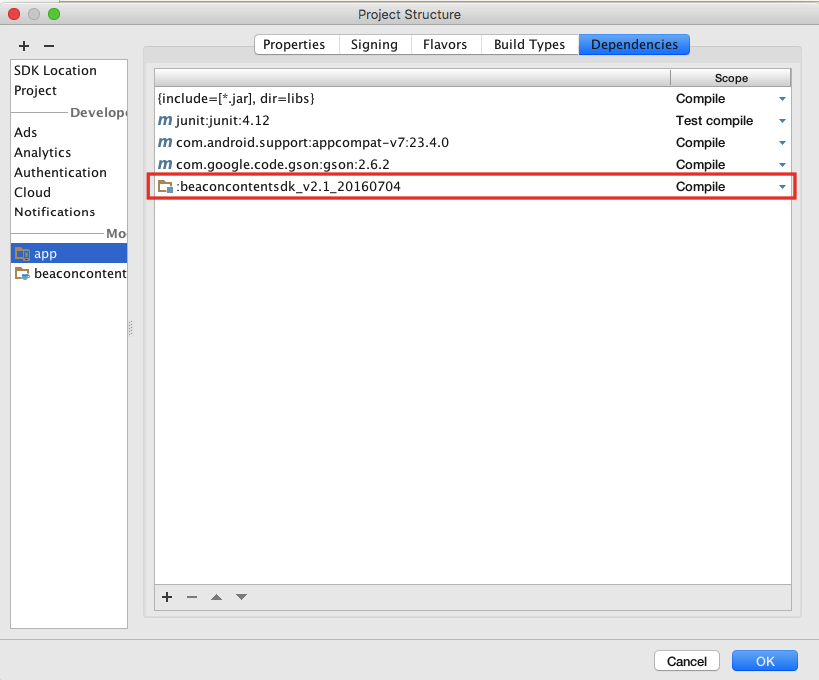 Project Structure
Properties Signing Flavors Build Types Dependencies
SDK Location
Project
Develope
Ads
Analytics
Authentication
Cloud
Notifications
Mo
app
beaconcontent
Scope
{include=[*.jar], dir=libs} Compile
m junit:junit:4.12 Test compile
m com.android.support:appcompat-v7:23.4.0 Compile
m com.google.code.gson:gson:2.6.2 Compile
:beaconcontentsdk_v2.1_20160704 Compile
Cancel OK